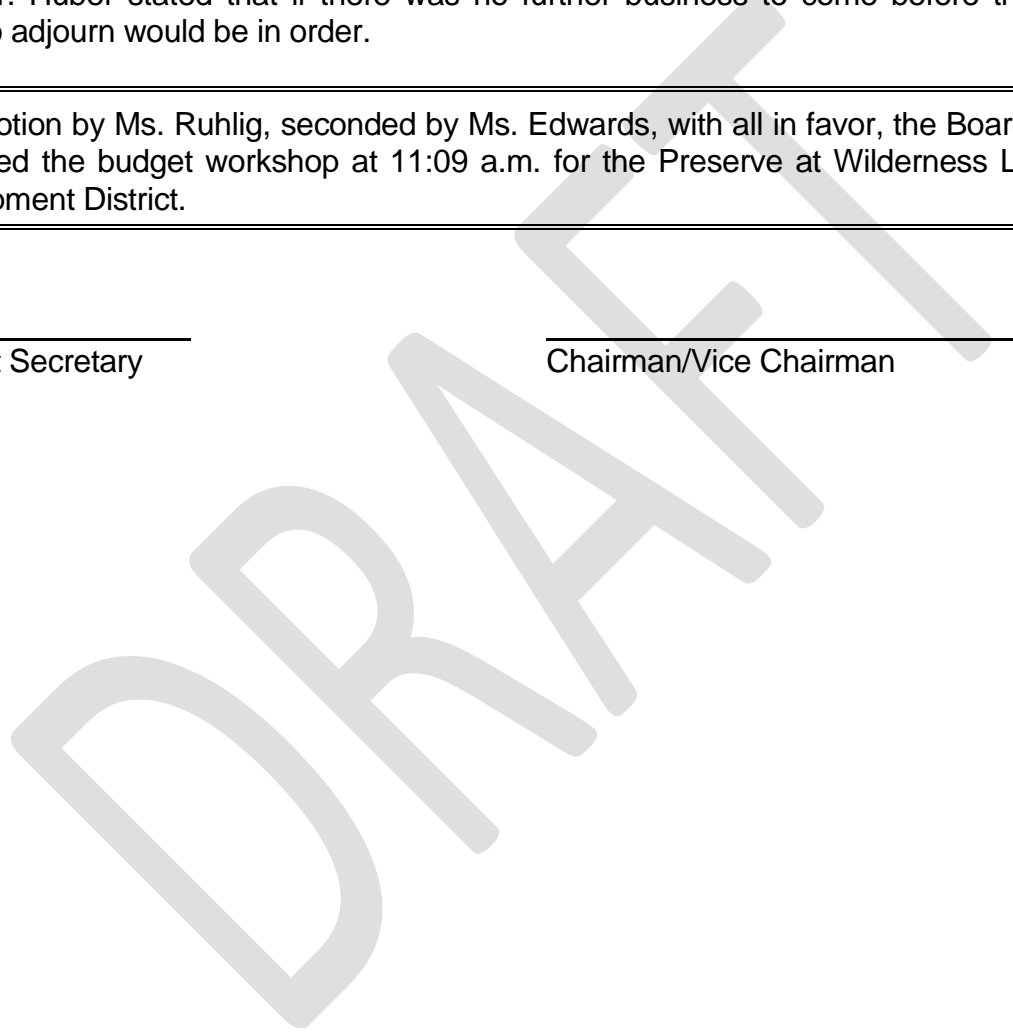 Huber stated that if there was no further business to come before
adjourn would be in order.
otion by Ms. Ruhlig, seconded by Ms. Edwards, with all in favor, the Boar
ed the budget workshop at 11:09 a.m. for the Preserve at Wilderness L
pment District.
Secretary
Chairman/Vice Chairman
DRAFT